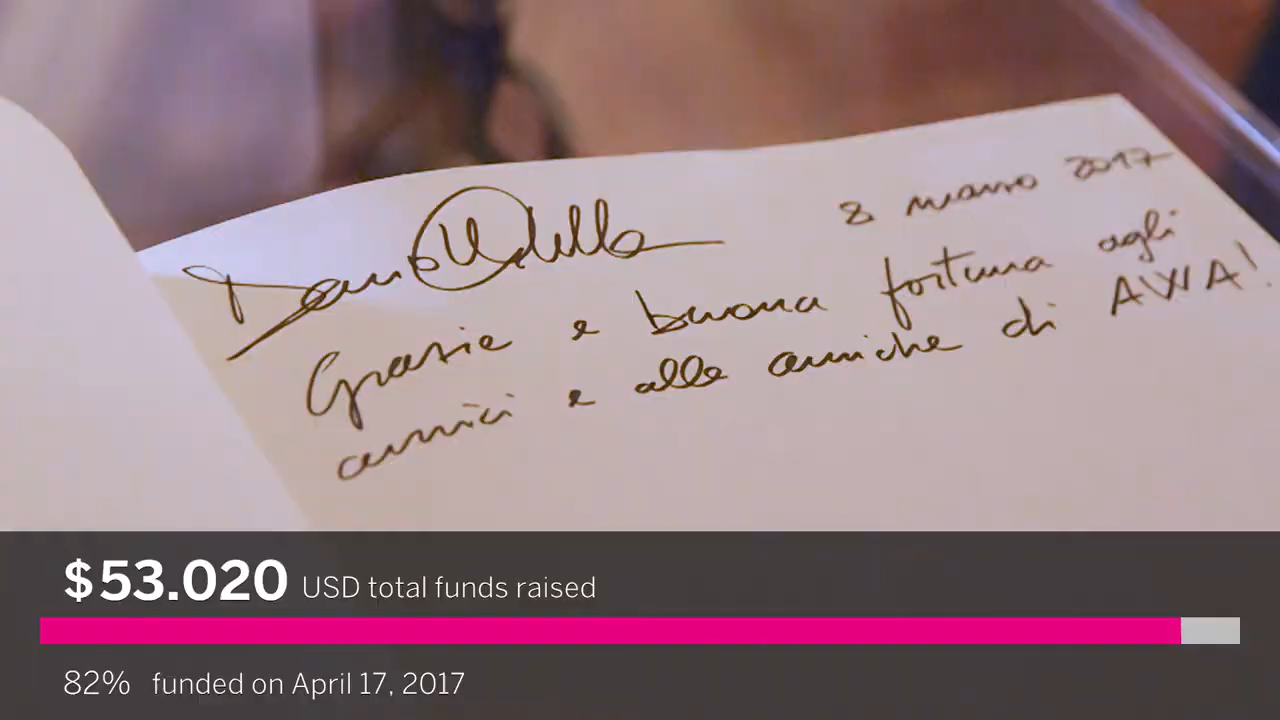 8 marzo 2017
Grazie e buona fortuna agli
amici e alle amiche di AWA!
$53.020 USD total funds raised
82% funded on April 17, 2017